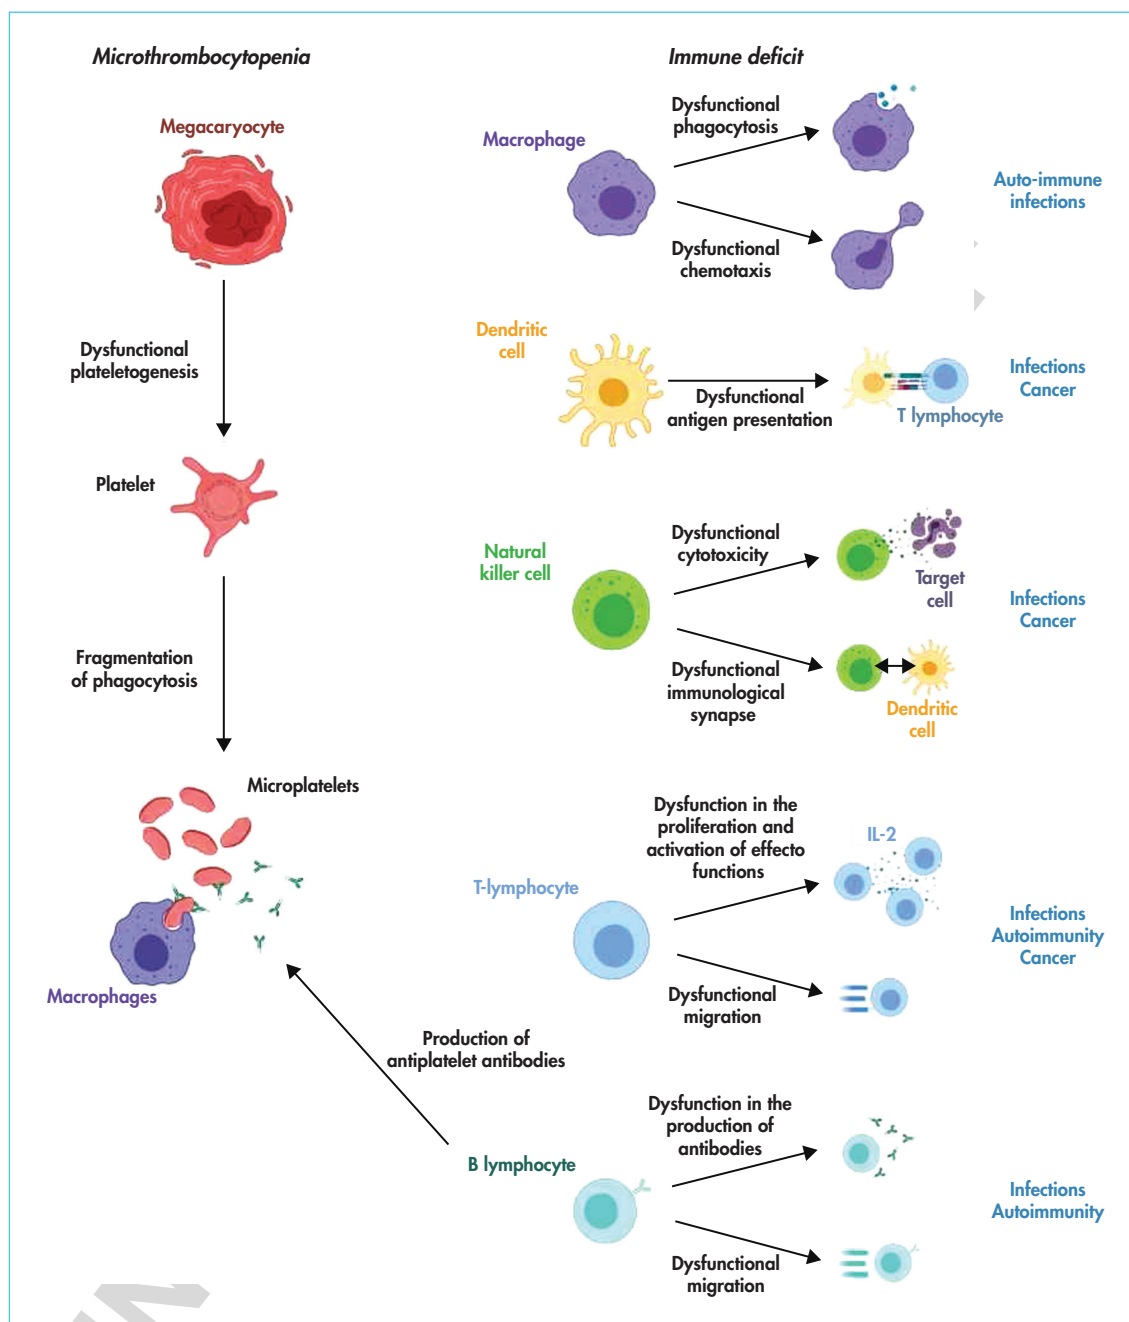 Microthrombocytopenia
Immune deficit
Megacaryocyte
Dysfunctional
plateletogenesis
Platelet
Fragmentation
of phagocytosis
Microplatelets
Macrophages
Production of
antiplatelet antibodies
Macrophage
Dysfunctional
phagocytosis
Dysfunctional
chemotaxis
Auto-immune
infections
Dendritic
cell
Dysfunctional
antigen presentation
T lymphocyte
Infections
Cancer
Natural
killer cell
Dysfunctional
cytotoxicity
Target
cell
Dysfunctional
immunological
synapse
Dendritic
cell
Infections
Cancer
T-lymphocyte
Dysfunction in the
proliferation and
activation of effecto
functions
IL-2
Dysfunctional
migration
Infections
Autoimmunity
Cancer
B lymphocyte
Dysfunction in the
production of
antibodies
Dysfunctional
migration
Infections
Autoimmunity